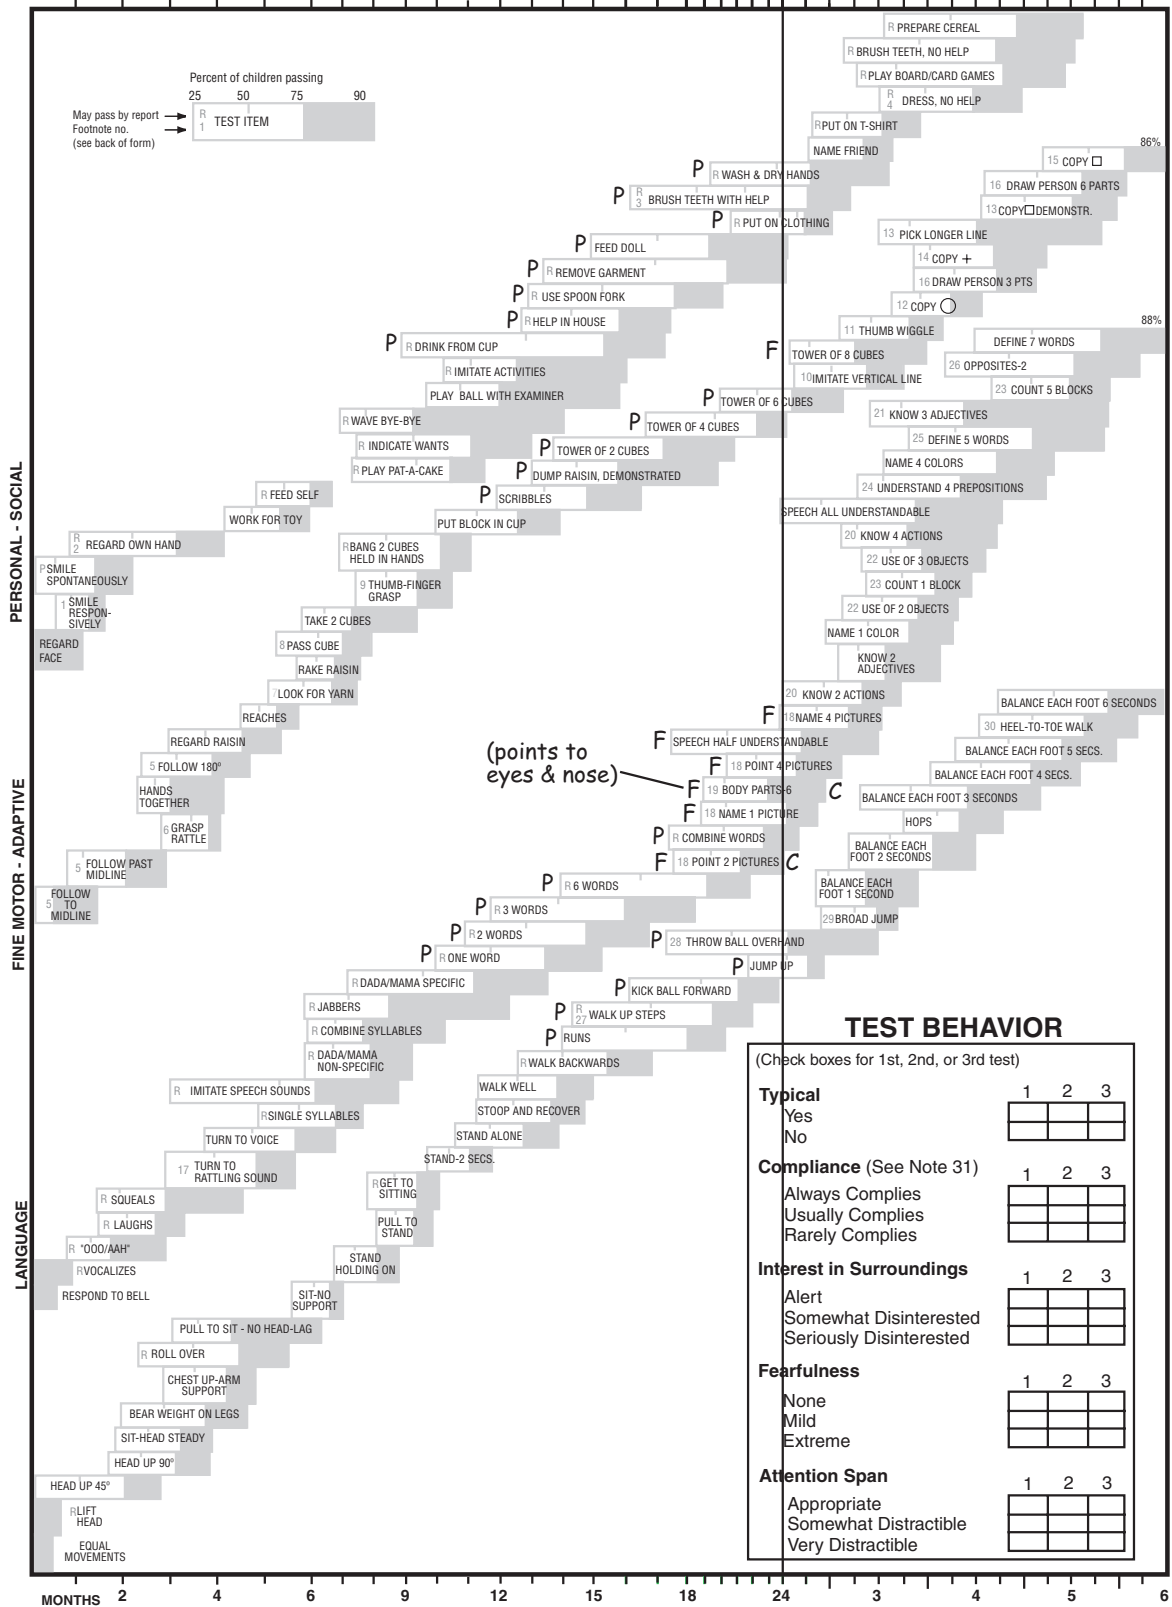 R PREPARE CEREAL
R BRUSH TEETH, NO HELP
R PLAY BOARD/CARD GAMES
R 4 DRESS, NO HELP
R PUT ON T-SHIRT
NAME FRIEND
Percent of children passing
25 50 75 90
May pass by report
Footnote no.
(see back of form)
R 1 TEST ITEM
86%
15 COPY □
P R WASH & DRY HANDS
16 DRAW PERSON 6 PARTS
P R 3 BRUSH TEETH WITH HELP
13 COPY □ DEMONSTR.
P R PUT ON CLOTHING
13 PICK LONGER LINE
P FEED DOLL
14 COPY +
P R REMOVE GARMENT
16 DRAW PERSON 3 PTS
P R USE SPOON FORK
12 COPY ○
P R HELP IN HOUSE
11 THUMB WIGGLE
88%
P R DRINK FROM CUP
F TOWER OF 8 CUBES
DEFINE 7 WORDS
R IMITATE ACTIVITIES
10 IMITATE VERTICAL LINE
26 OPPOSITES-2
PLAY BALL WITH EXAMINER
P TOWER OF 6 CUBES
23 COUNT 5 BLOCKS
R WAVE BYE-BYE
P TOWER OF 4 CUBES
21 KNOW 3 ADJECTIVES
R INDICATE WANTS
P TOWER OF 2 CUBES
25 DEFINE 5 WORDS
R PLAY PAT-A-CAKE
P DUMP RAISIN, DEMONSTRATED
NAME 4 COLORS
R FEED SELF
P SCRIBBLES
24 UNDERSTAND 4 PREPOSITIONS
WORK FOR TOY
PUT BLOCK IN CUP
SPEECH ALL UNDERSTANDABLE
R 2 REGARD OWN HAND
R BANG 2 CUBES
HELD IN HANDS
20 KNOW 4 ACTIONS
P SMILE
SPONTANEOUSLY
9 THUMB-FINGER
GRASP
22 USE OF 3 OBJECTS
23 COUNT 1 BLOCK
1 SMILE
RESPON-
SIVELY
TAKE 2 CUBES
22 USE OF 2 OBJECTS
REGARD
FACE
8 PASS CUBE
NAME 1 COLOR
RAKE RAISIN
KNOW 2
ADJECTIVES
7 LOOK FOR YARN
20 KNOW 2 ACTIONS
REACHES
F 18 NAME 4 PICTURES
BALANCE EACH FOOT 6 SECONDS
REGARD RAISIN
F SPEECH HALF UNDERSTANDABLE
30 HEEL-TO-TOE WALK
5 FOLLOW 180°
(points to
eyes & nose)
F 18 POINT 4 PICTURES
BALANCE EACH FOOT 5 SECS.
HANDS
TOGETHER
F 19 BODY PARTS-6 C
BALANCE EACH FOOT 4 SECS.
BALANCE EACH FOOT 3 SECONDS
6 GRASP
RATTLE
F 18 NAME 1 PICTURE
HOPS
P R COMBINE WORDS
BALANCE EACH
FOOT 2 SECONDS
5 FOLLOW PAST
MIDLINE
F 18 POINT 2 PICTURES C
5 FOLLOW
TO
MIDLINE
P R 6 WORDS
BALANCE EACH
FOOT 1 SECOND
P R 3 WORDS
29 BROAD JUMP
P R 2 WORDS
P 28 THROW BALL OVERHAND
P R ONE WORD
P JUMP UP
R DADA/MAMA SPECIFIC
P KICK BALL FORWARD
R JABBERS
P R 27 WALK UP STEPS
R COMBINE SYLLABLES
P RUNS
R DADA/MAMA
NON-SPECIFIC
R WALK BACKWARDS
R IMITATE SPEECH SOUNDS
WALK WELL
R SINGLE SYLLABLES
STOOP AND RECOVER
TURN TO VOICE
STAND ALONE
17 TURN TO
RATTLING SOUND
STAND-2 SECS.
R SQUEALS
R GET TO
SITTING
R LAUGHS
PULL TO
STAND
R "OOO/AAH"
STAND
HOLDING ON
R VOCALIZES
RESPOND TO BELL
SIT-NO
SUPPORT
PULL TO SIT - NO HEAD-LAG
R ROLL OVER
CHEST UP-ARM
SUPPORT
BEAR WEIGHT ON LEGS
SIT-HEAD STEADY
HEAD UP 90°
HEAD UP 45°
R LIFT
HEAD
EQUAL
MOVEMENTS
PERSONAL - SOCIAL
FINE MOTOR - ADAPTIVE
LANGUAGE
TEST BEHAVIOR
(Check boxes for 1st, 2nd, or 3rd test)
Typical 1 2 3
Yes
No
Compliance (See Note 31) 1 2 3
Always Complies
Usually Complies
Rarely Complies
Interest in Surroundings 1 2 3
Alert
Somewhat Disinterested
Seriously Disinterested
Fearfulness 1 2 3
None
Mild
Extreme
Attention Span 1 2 3
Appropriate
Somewhat Distractible
Very Distractible
MONTHS 2 4 6 9 12 15 18 24 3 4 5 6